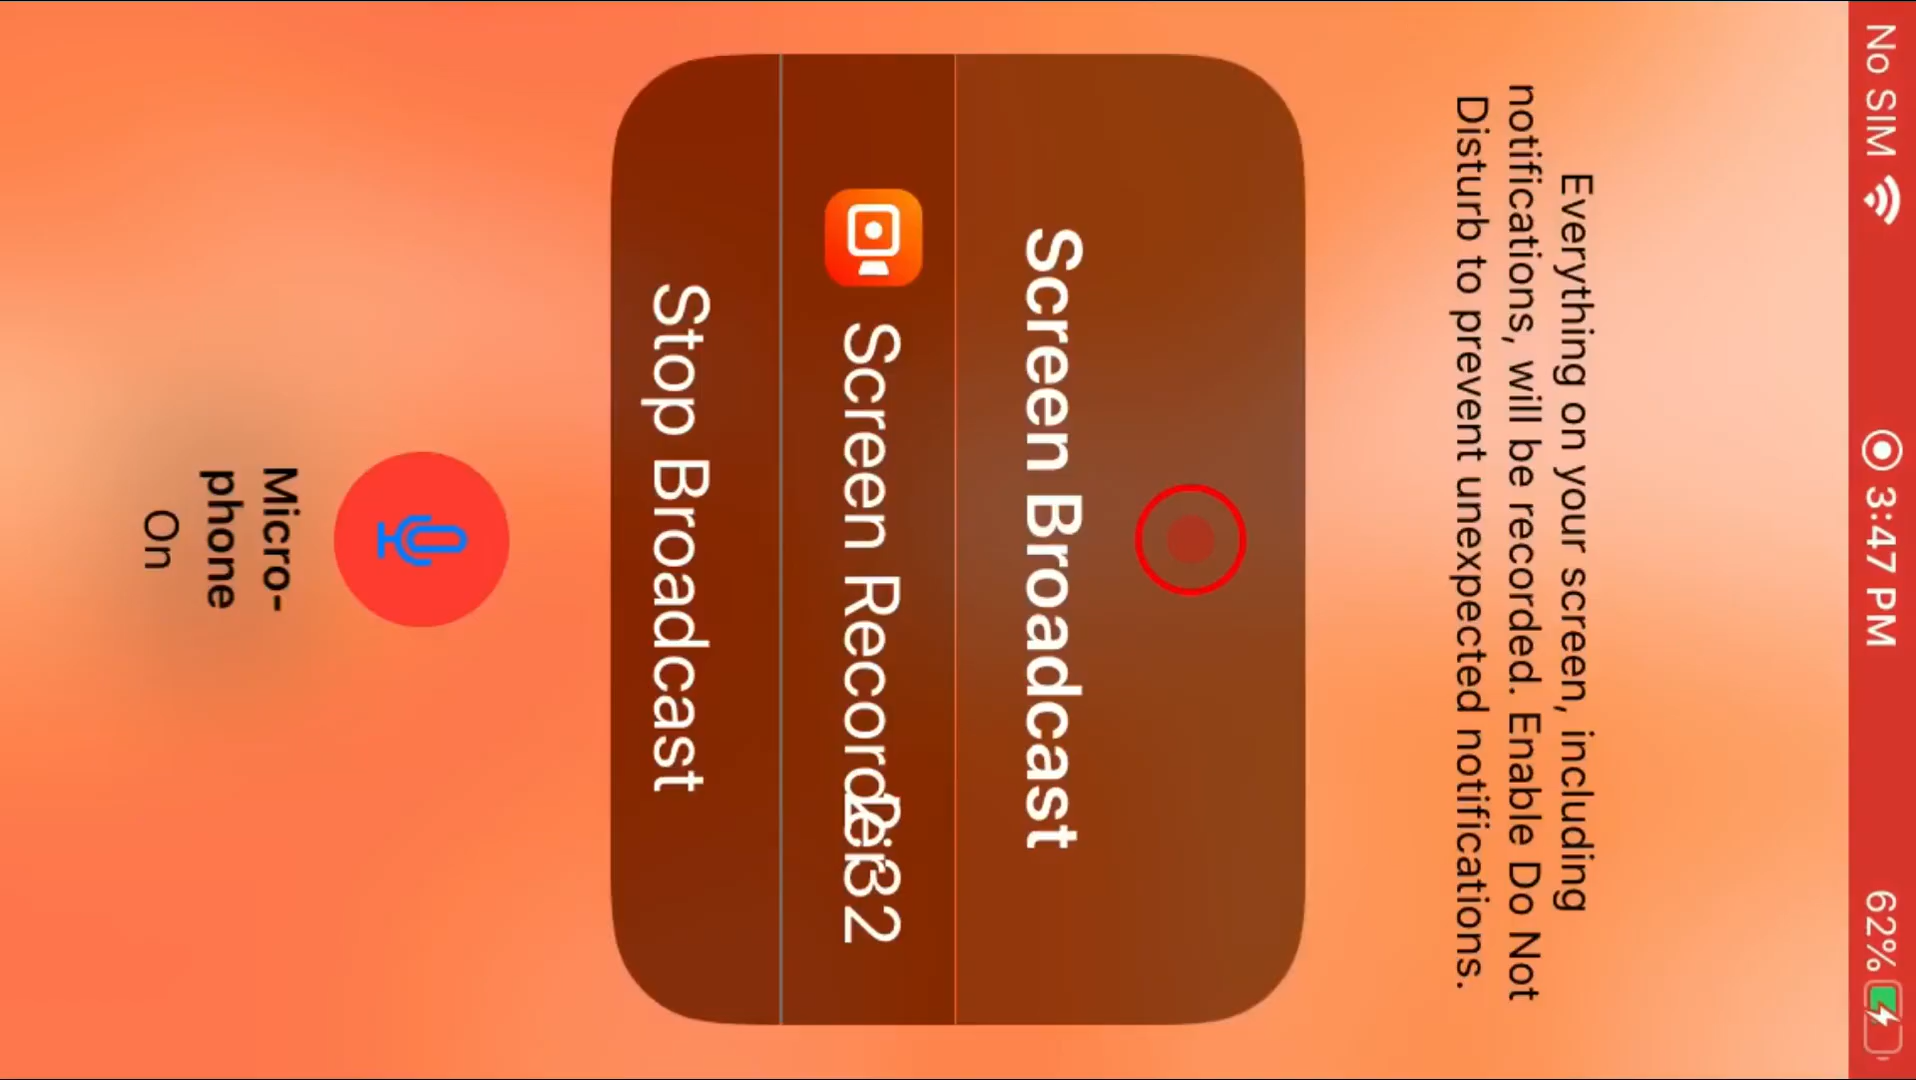 No SIM 3:47 PM 62%
Everything on your screen, including
notifications, will be recorded. Enable Do Not
Disturb to prevent unexpected notifications.
Screen Broadcast
Screen Recorder
Stop Broadcast
Micro-
phone
On